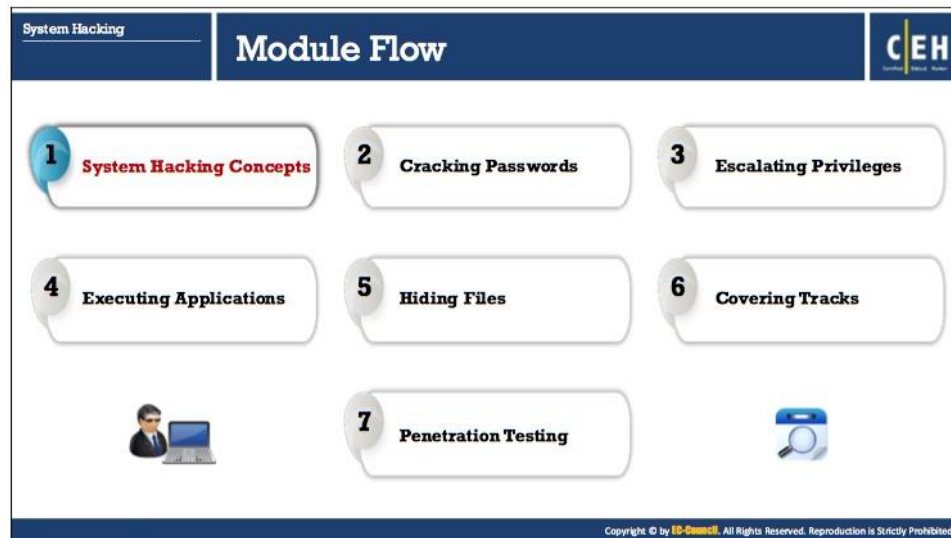 System Hacking
Module Flow
C|EH
1
System Hacking Concepts
2
Cracking Passwords
3
Escalating Privileges
4
Executing Applications
5
Hiding Files
6
Covering Tracks
7
Penetration Testing
Copyright © by EC-Council. All Rights Reserved. Reproduction is Strictly Prohibited